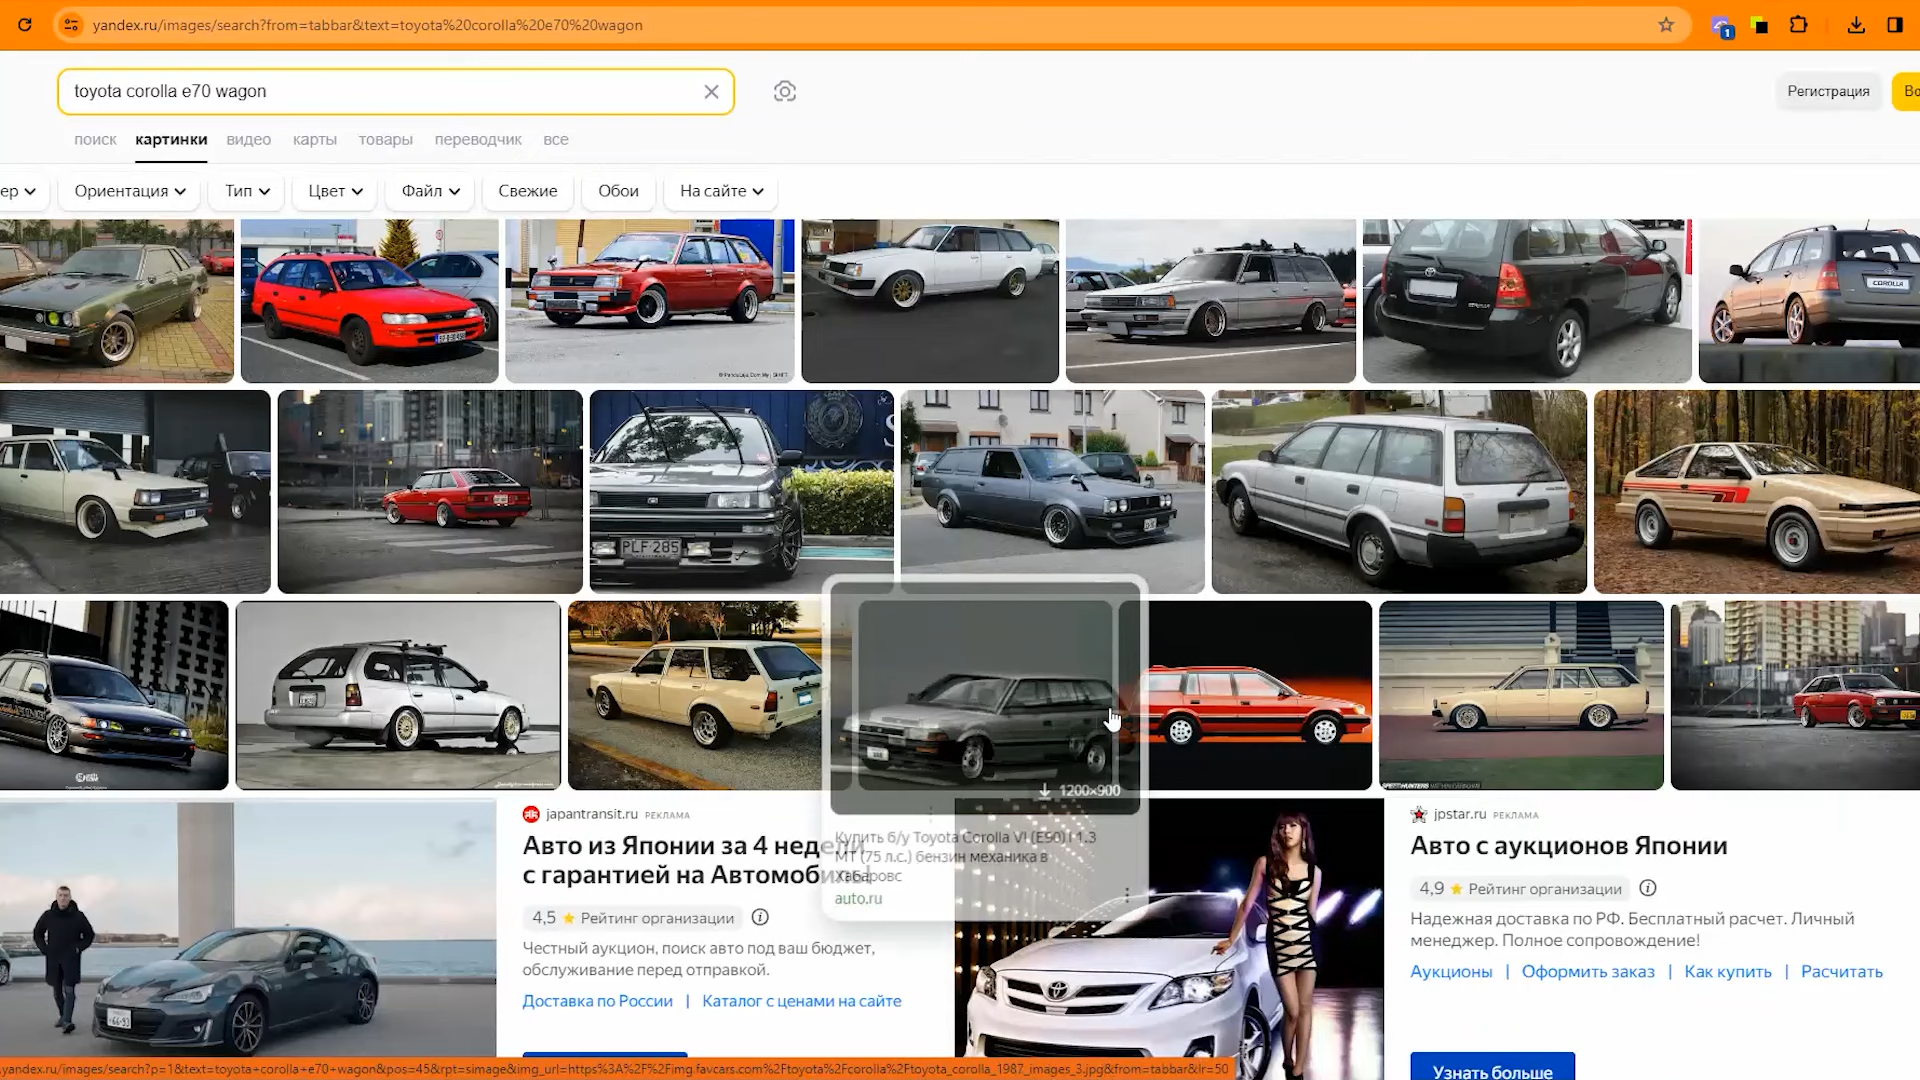 yandex.ru/images/search?from=tabbar&text=toyota%20corolla%20e70%20wagon
1
toyota corolla e70 wagon
Регистрация
Во
поиск
картинки
видео
карты
товары
переводчик
все
ер
Ориентация
Тип
Цвет
Файл
Свежие
Обои
На сайте
COROLLA
PLF 285
1200×900
Купить б/у Toyota Corolla VI (E90) 1.3
МТ (75 л.с.) бензин механика в
Хабаровс
auto.ru
japantransit.ru РЕКЛАМА
Авто из Японии за 4 недели
с гарантией на Автомоби
4,5 ★ Рейтинг организации
Честный аукцион, поиск авто под ваш бюджет,
обслуживание перед отправкой.
Доставка по России | Каталог с ценами на сайте
jpstar.ru РЕКЛАМА
Авто с аукционов Японии
4,9 ★ Рейтинг организации
Надежная доставка по РФ. Бесплатный расчет. Личный
менеджер. Полное сопровождение!
Аукционы | Оформить заказ | Как купить | Расчитать
Узнать больше
yandex.ru/images/search?p=1&text=toyota+corolla+e70+wagon&pos=45&rpt=simage&img_url=https%3A%2F%2Fimg.favcars.com%2Ftoyota%2Fcorolla%2Ftoyota_corolla_1987_images_3.jpg&from=tabbar&lr=50